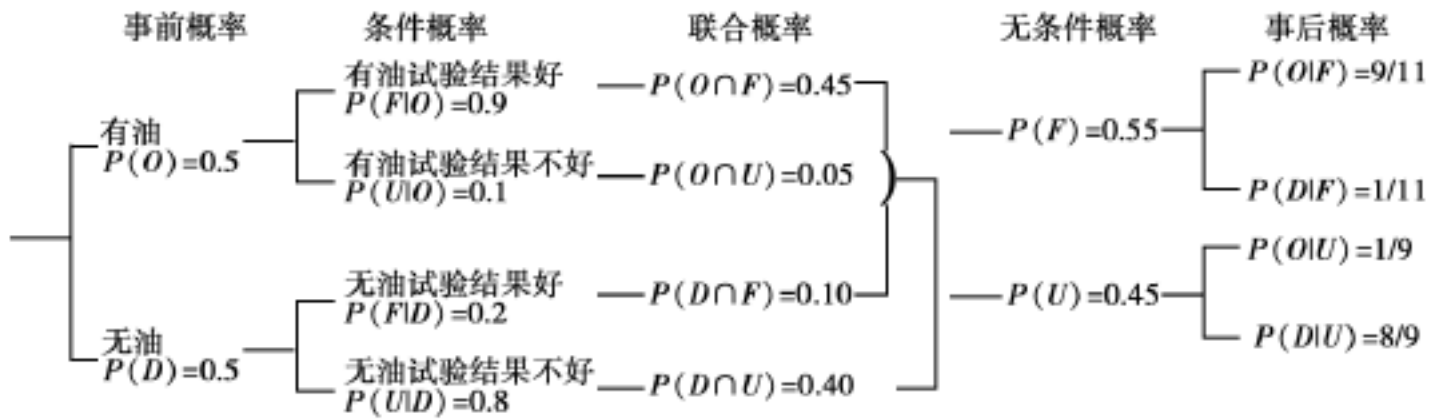 事前概率 条件概率 联合概率 无条件概率 事后概率
有油试验结果好
P(F|O)=0.9
P(O∩F)=0.45
P(O|F)=9/11
有油
P(O)=0.5
P(F)=0.55
有油试验结果不好
P(U|O)=0.1
P(O∩U)=0.05
P(D|F)=1/11
P(O|U)=1/9
无油试验结果好
P(F|D)=0.2
P(D∩F)=0.10
P(U)=0.45
无油
P(D)=0.5
P(D|U)=8/9
无油试验结果不好
P(U|D)=0.8
P(D∩U)=0.40